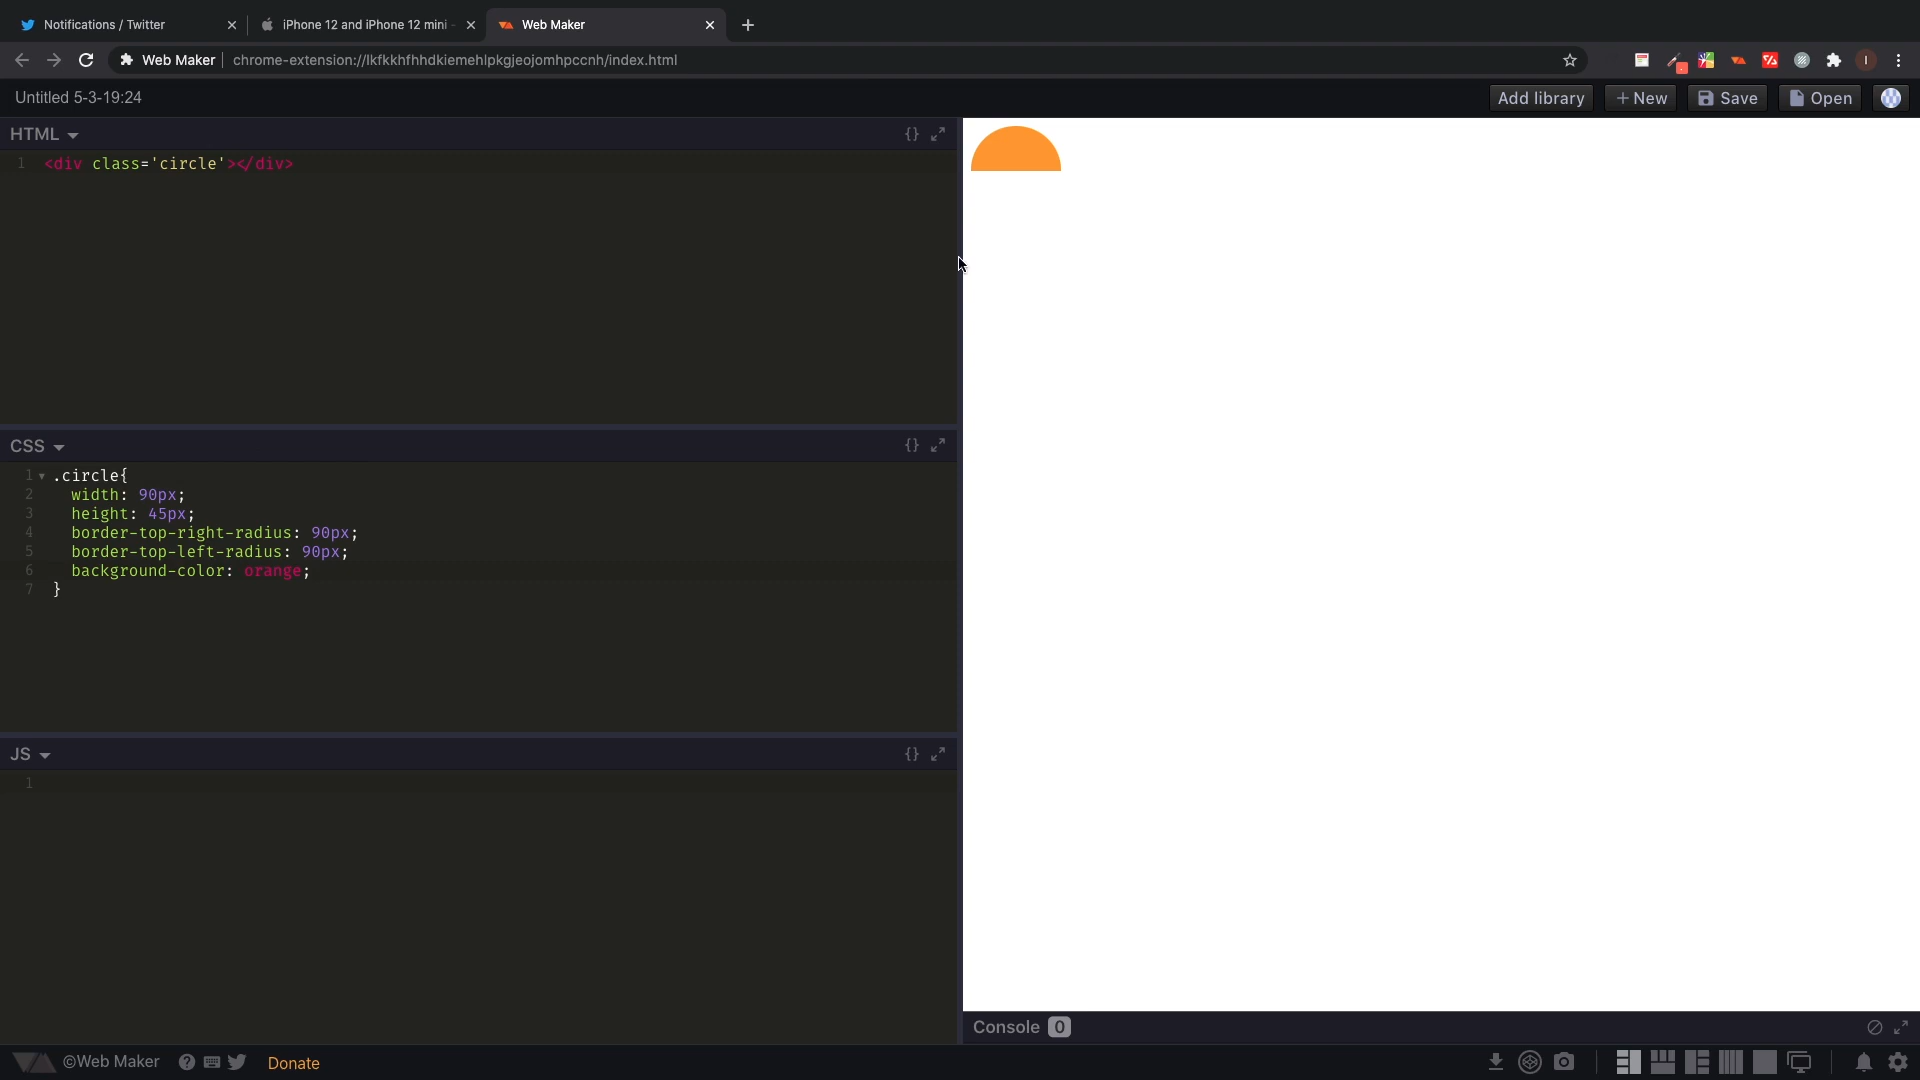 Notifications / Twitter
iPhone 12 and iPhone 12 mini -
Web Maker
Web Maker
chrome-extension://lkfkkhfhhdkiemehlpkgjeojomhpccnh/index.html
I
Untitled 5-3-19:24
Add library
+ New
Save
Open
HTML
{}
1 <div class='circle'></div>
CSS
{}
1 .circle{
2 width: 90px;
3 height: 45px;
4 border-top-right-radius: 90px;
5 border-top-left-radius: 90px;
6 background-color: orange;
7 }
JS
{}
1
Console 0
©Web Maker
?
Donate